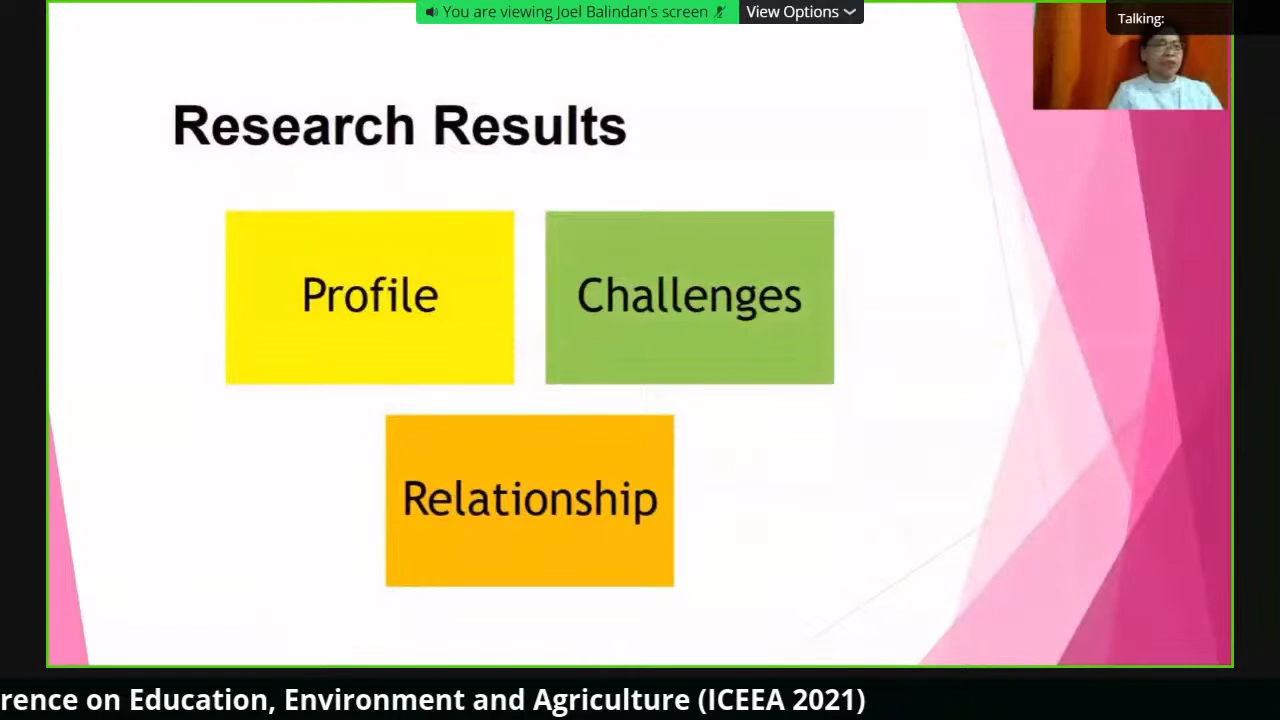 You are viewing Joel Balindan's screen
View Options
Talking:
Research Results
Profile
Challenges
Relationship
rence on Education, Environment and Agriculture (ICEEA 2021)